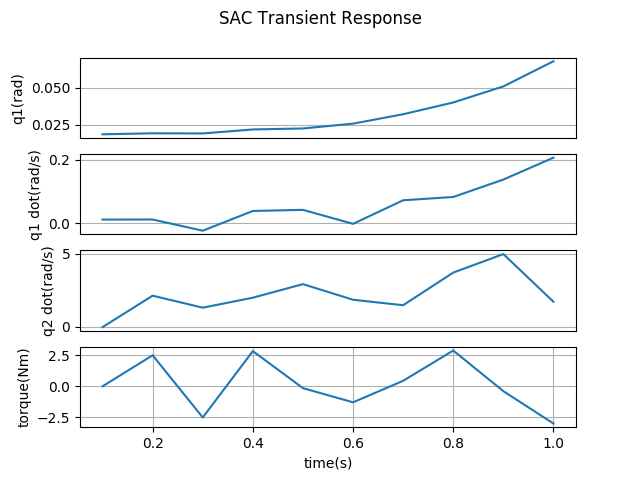 SAC Transient Response
q1(rad)
0.050
0.025
q1 dot(rad/s)
0.2
0.0
q2 dot(rad/s)
5
0
torque(Nm)
2.5
0.0
−2.5
0.2 0.4 0.6 0.8 1.0
time(s)